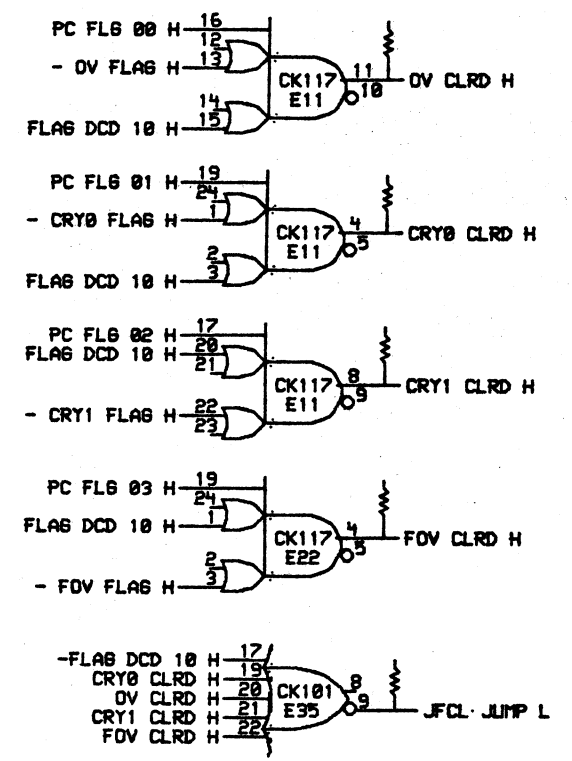 PC FLG 00 H 16
12
- OV FLAG H 13
CK117 11 OV CLRD H
E11 10
14
FLAG DCD 10 H 15
PC FLG 01 H 19
24
- CRY0 FLAG H 1
CK117 4 CRY0 CLRD H
E11 5
2
FLAG DCD 10 H 3
PC FLG 02 H 17
FLAG DCD 10 H 20
21
CK117 8 CRY1 CLRD H
E11 9
- CRY1 FLAG H 22
23
PC FLG 03 H 19
24
FLAG DCD 10 H 1
CK117 4 FOV CLRD H
E22 5
2
- FOV FLAG H 3
-FLAG DCD 10 H 17
CRY0 CLRD H 19
OV CLRD H 20
CK101 8
CRY1 CLRD H 21
E35 9 JFCL JUMP L
FOV CLRD H 22